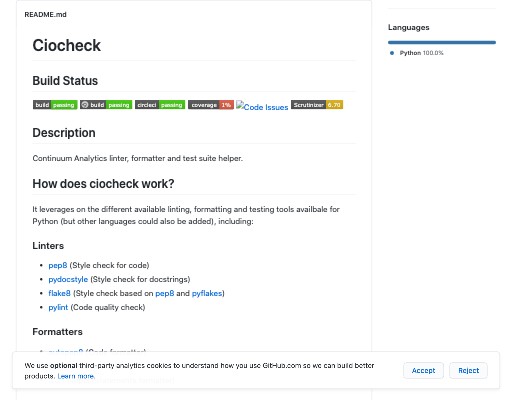 README.md
Languages
Python 100.0%
Ciocheck
Build Status
build passing build passing circleci passing coverage 1% Code Issues Scrutinizer 6.70
Description
Continuum Analytics linter, formatter and test suite helper.
How does ciocheck work?
It leverages on the different available linting, formatting and testing tools availbale for
Python (but other languages could also be added), including:
Linters
• pep8 (Style check for code)
• pydocstyle (Style check for docstrings)
• flake8 (Style check based on pep8 and pyflakes)
• pylint (Code quality check)
Formatters
We use optional third-party analytics cookies to understand how you use GitHub.com so we can build better
products. Learn more.
Accept Reject